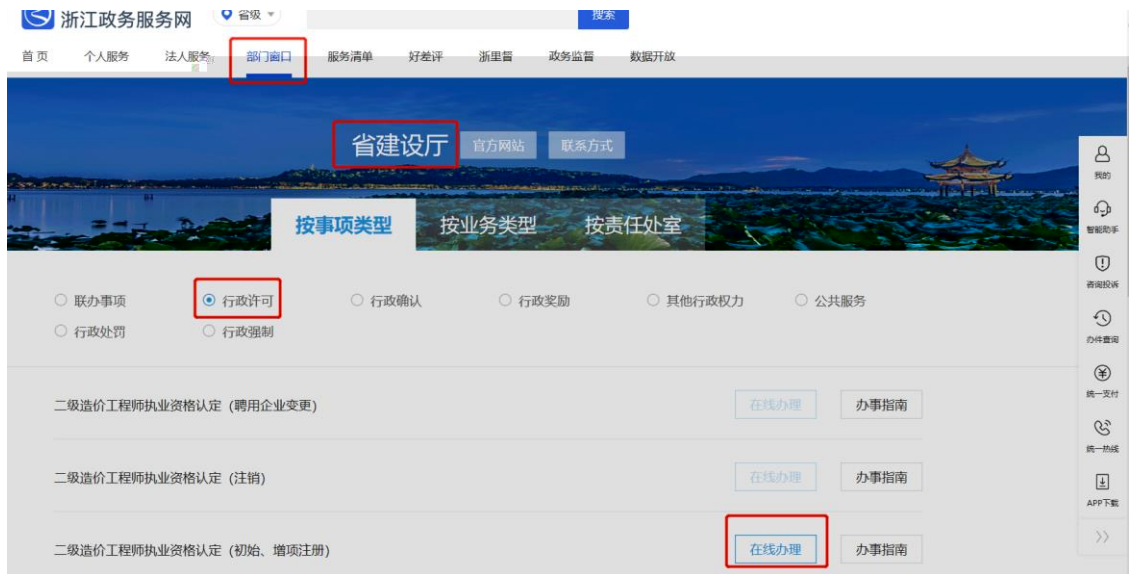 浙江政务服务网 省级 搜索
首页 个人服务 法人服务 部门窗口 服务清单 好差评 浙里督 政务监督 数据开放
省建设厅 官方网站 联系方式
按事项类型 按业务类型 按责任处室
联办事项 行政许可 行政确认 行政奖励 其他行政权力 公共服务
行政处罚 行政强制
二级造价工程师执业资格认定 (聘用企业变更) 在线办理 办事指南
二级造价工程师执业资格认定 (注销) 在线办理 办事指南
二级造价工程师执业资格认定 (初始、增项注册) 在线办理 办事指南
我的
智能助手
咨询投诉
办件查询
统一支付
统一热线
APP下载